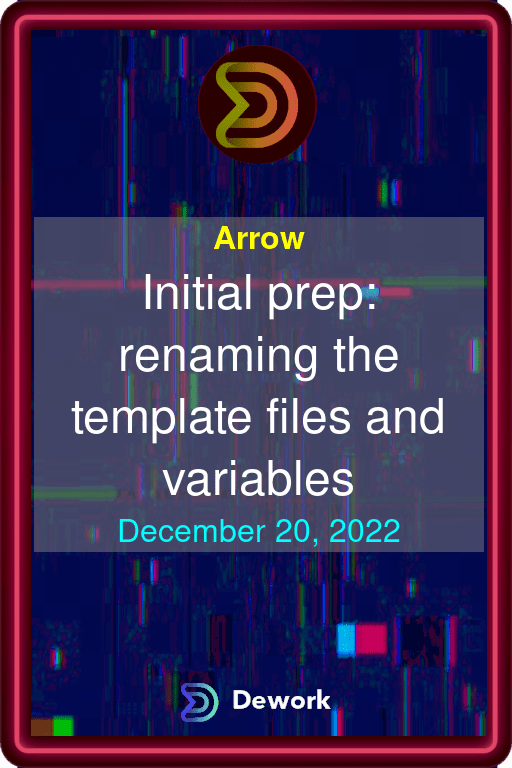 Arrow
Initial prep:
renaming the
template files and
variables
December 20, 2022
Dework